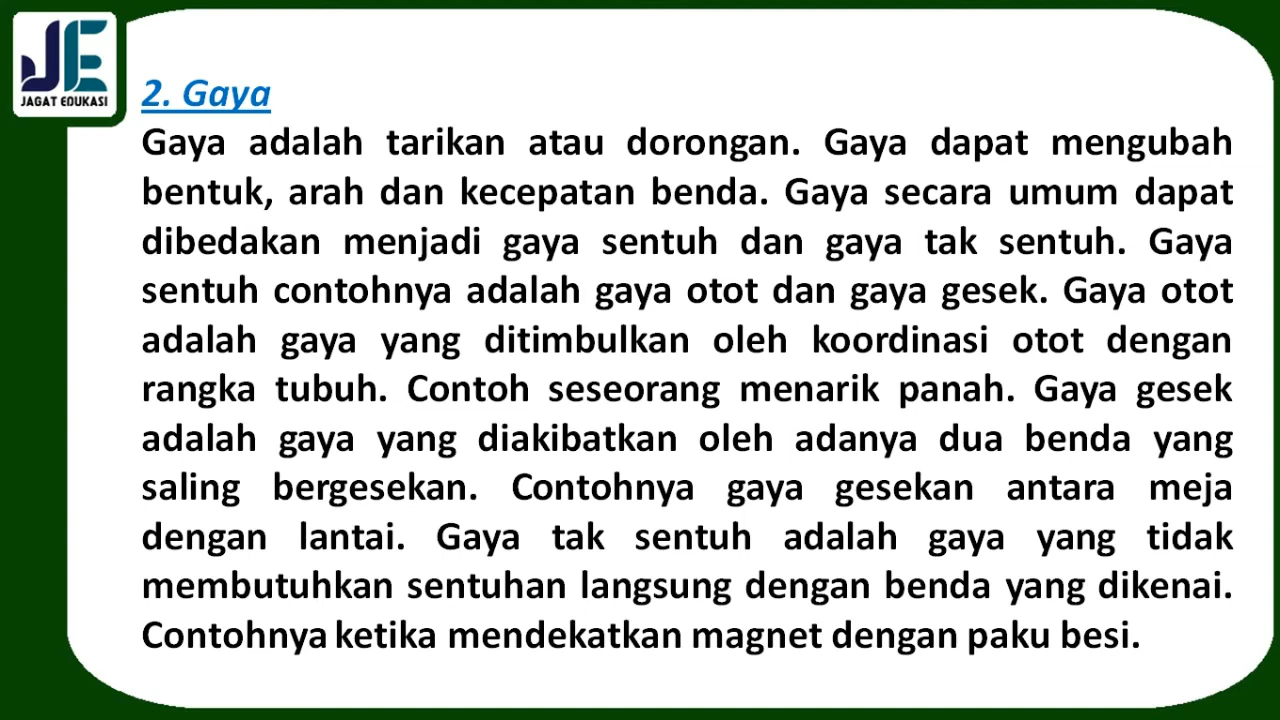 JE
JAGAT EDUKASI
2. Gaya
Gaya adalah tarikan atau dorongan. Gaya dapat mengubah
bentuk, arah dan kecepatan benda. Gaya secara umum dapat
dibedakan menjadi gaya sentuh dan gaya tak sentuh. Gaya
sentuh contohnya adalah gaya otot dan gaya gesek. Gaya otot
adalah gaya yang ditimbulkan oleh koordinasi otot dengan
rangka tubuh. Contoh seseorang menarik panah. Gaya gesek
adalah gaya yang diakibatkan oleh adanya dua benda yang
saling bergesekan. Contohnya gaya gesekan antara meja
dengan lantai. Gaya tak sentuh adalah gaya yang tidak
membutuhkan sentuhan langsung dengan benda yang dikenai.
Contohnya ketika mendekatkan magnet dengan paku besi.